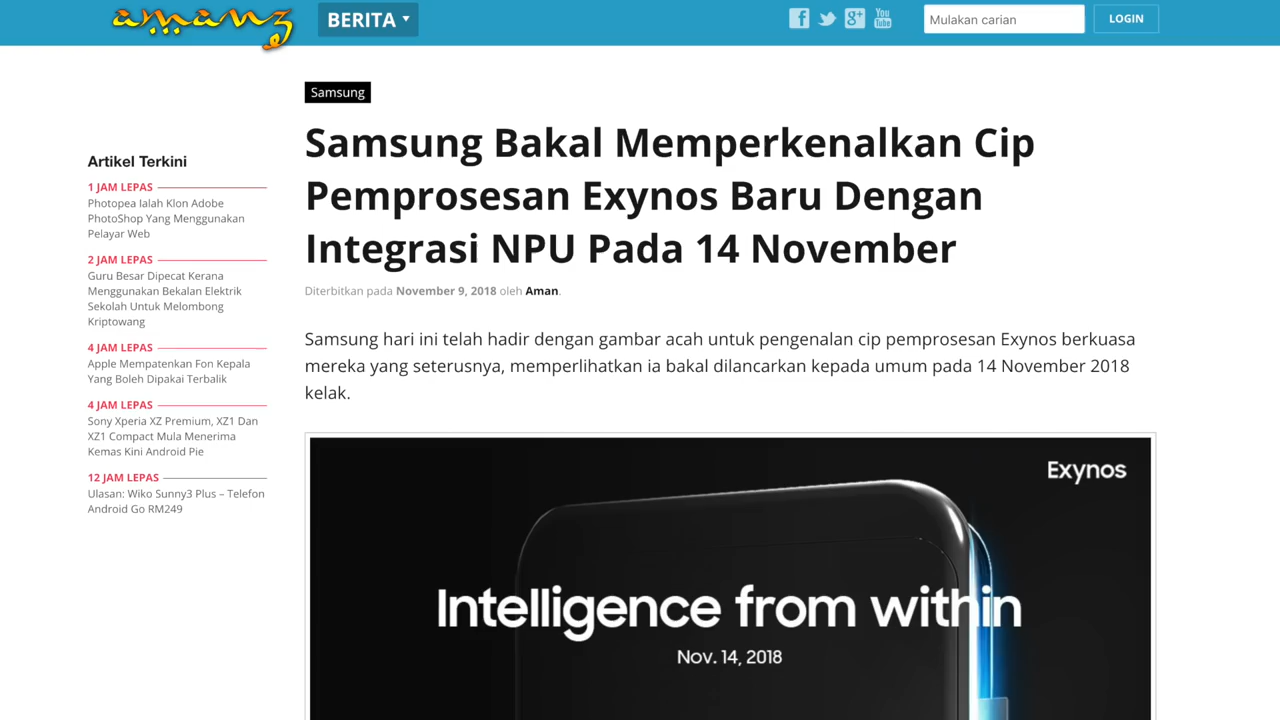 amanz
BERITA
Mulakan carian
LOGIN
Samsung
Samsung Bakal Memperkenalkan Cip
Pemprosesan Exynos Baru Dengan
Integrasi NPU Pada 14 November
Diterbitkan pada November 9, 2018 oleh Aman.
Samsung hari ini telah hadir dengan gambar acah untuk pengenalan cip pemprosesan Exynos berkuasa
mereka yang seterusnya, memperlihatkan ia bakal dilancarkan kepada umum pada 14 November 2018
kelak.
Exynos
Intelligence from within
Nov. 14, 2018
Artikel Terkini
1 JAM LEPAS
Photopea Ialah Klon Adobe
PhotoShop Yang Menggunakan
Pelayar Web
2 JAM LEPAS
Guru Besar Dipecat Kerana
Menggunakan Bekalan Elektrik
Sekolah Untuk Melombong
Kriptowang
4 JAM LEPAS
Apple Mempatenkan Fon Kepala
Yang Boleh Dipakai Terbalik
4 JAM LEPAS
Sony Xperia XZ Premium, XZ1 Dan
XZ1 Compact Mula Menerima
Kemas Kini Android Pie
12 JAM LEPAS
Ulasan: Wiko Sunny3 Plus – Telefon
Android Go RM249